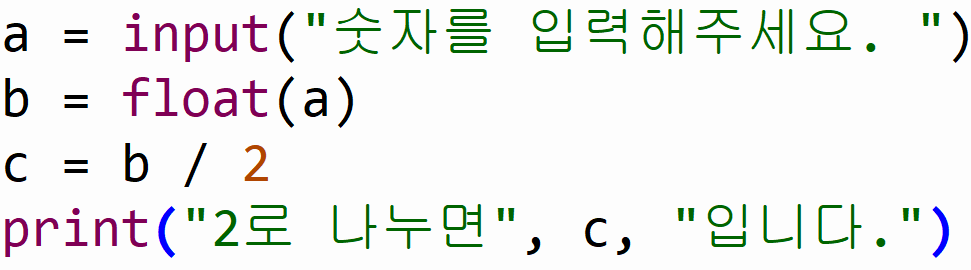 a = input("숫자를 입력해주세요. ")
b = float(a)
c = b / 2
print("2로 나누면", c, "입니다.")